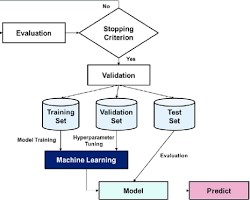 No
Evaluation
Stopping
Criterion
Yes
Validation
Training
Set
Validation
Set
Test
Set
Model Training
Hyperparameter
Tuning
Machine Learning
Evaluation
Model
Predict